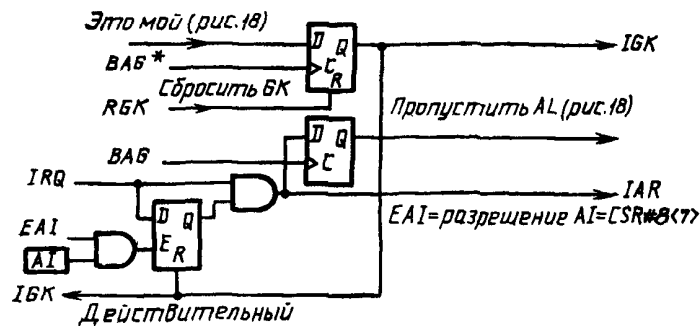 Это мой (рис.18)
D Q
IGK
BAG*
C
R
Сбросить GK
RGK
Пропустить AL (рис.18)
D Q
BAG
C
IRQ
IAR
D Q
EAI=разрешение AI=CSR#8<7>
EAI
E
R
AI
IGK
Действительный